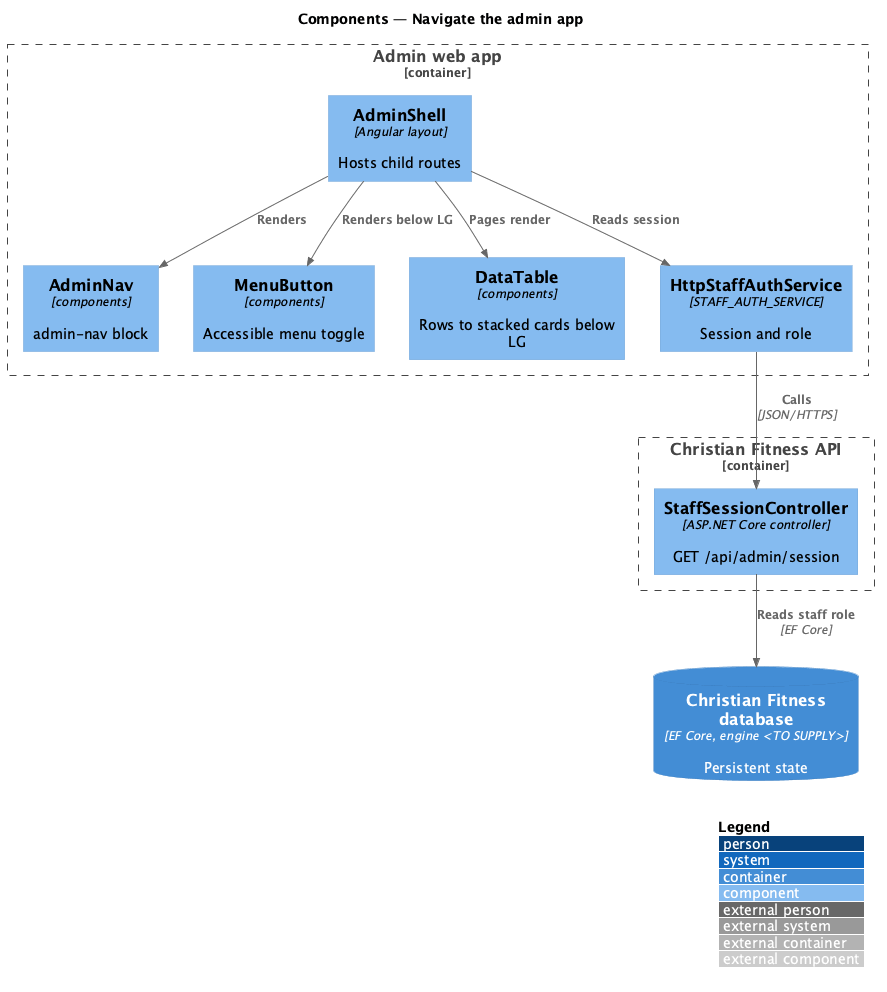 Components — Navigate the admin app
Admin web app
[container]
AdminShell
[Angular layout]
Hosts child routes
Renders
Renders below LG
Pages render
Reads session
AdminNav
[components]
admin-nav block
MenuButton
[components]
Accessible menu toggle
DataTable
[components]
Rows to stacked cards below
LG
HttpStaffAuthService
[STAFF_AUTH_SERVICE]
Session and role
Calls
[JSON/HTTPS]
Christian Fitness API
[container]
StaffSessionController
[ASP.NET Core controller]
GET /api/admin/session
Reads staff role
[EF Core]
Christian Fitness
database
[EF Core, engine <TO SUPPLY>]
Persistent state
Legend
person
system
container
component
external person
external system
external container
external component